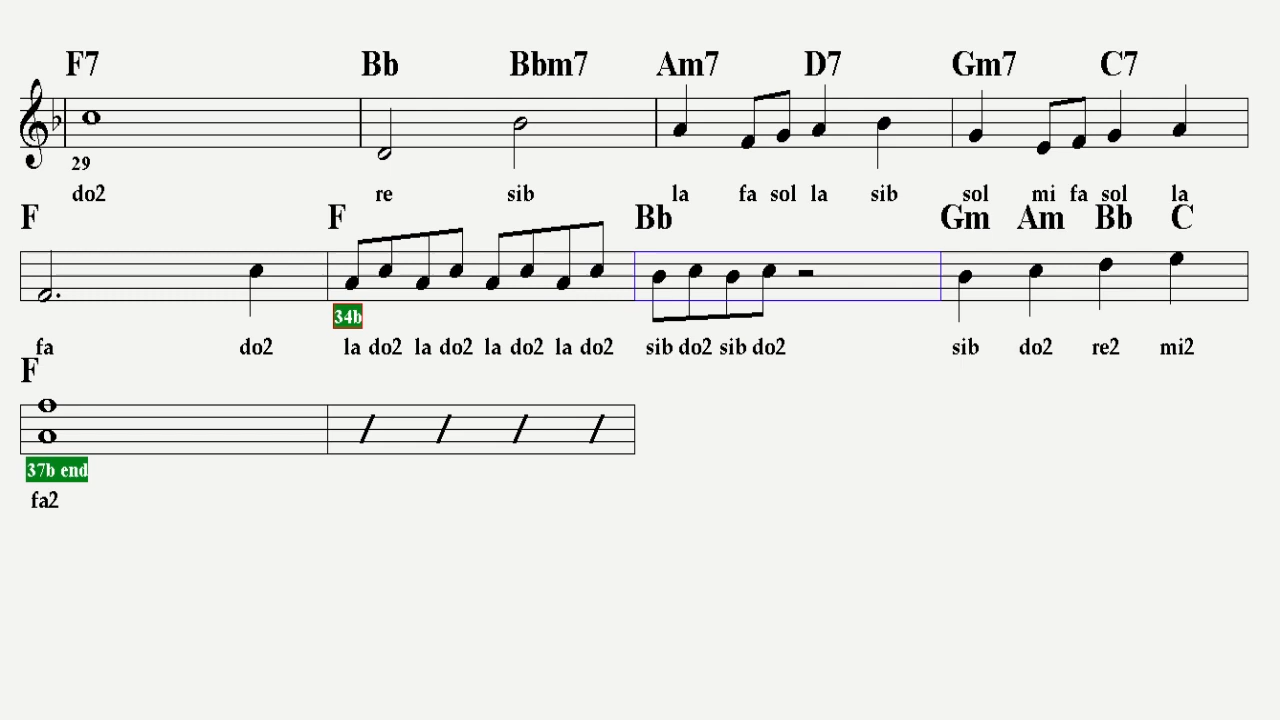 F7 Bb Bbm7 Am7 D7 Gm7 C7
29
do2 re sib la fa sol la sib sol mi fa sol la
F F Bb Gm Am Bb C
34b
fa do2 la do2 la do2 la do2 la do2 sib do2 sib do2 sib do2 re2 mi2
F
37b end
fa2